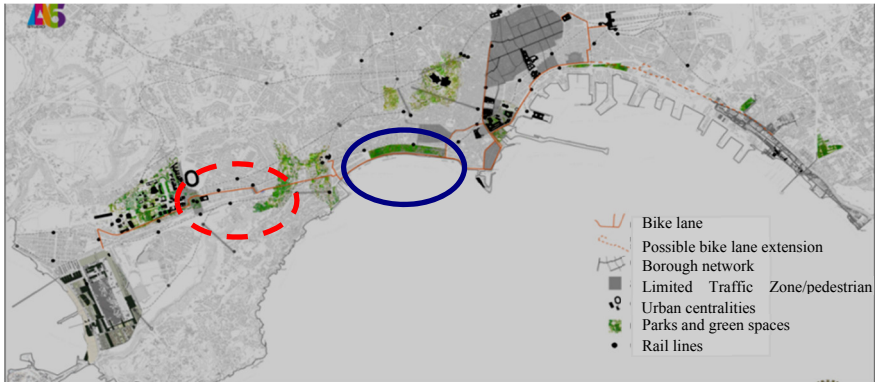 Bike lane
Possible bike lane extension
Borough network
Limited Traffic Zone/pedestrian
Urban centralities
Parks and green spaces
Rail lines